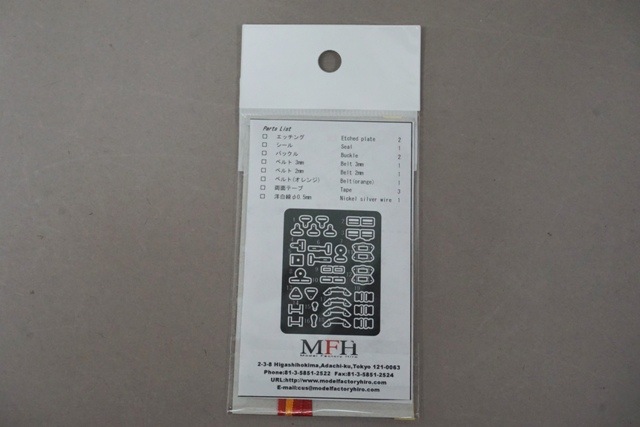 Parts List
□ エッチング Etched plate 2
□ シール Seal 1
□ バックル Buckle 2
□ ベルト 3mm Belt 3mm 1
□ ベルト 2mm Belt 2mm 1
□ ベルト(オレンジ) Belt(orange) 1
□ 両面テープ Tape 3
□ 洋白線φ0.5mm Nickel silver wire 1
MFH
Model Factory Hiro
2-3-8 Higashihokima,Adachi-ku,Tokyo 121-0063
Phone:81-3-5851-2522 Fax:81-3-5851-2524
URL:http://www.modelfactoryhiro.com
E-mail:cus@modelfactoryhiro.com